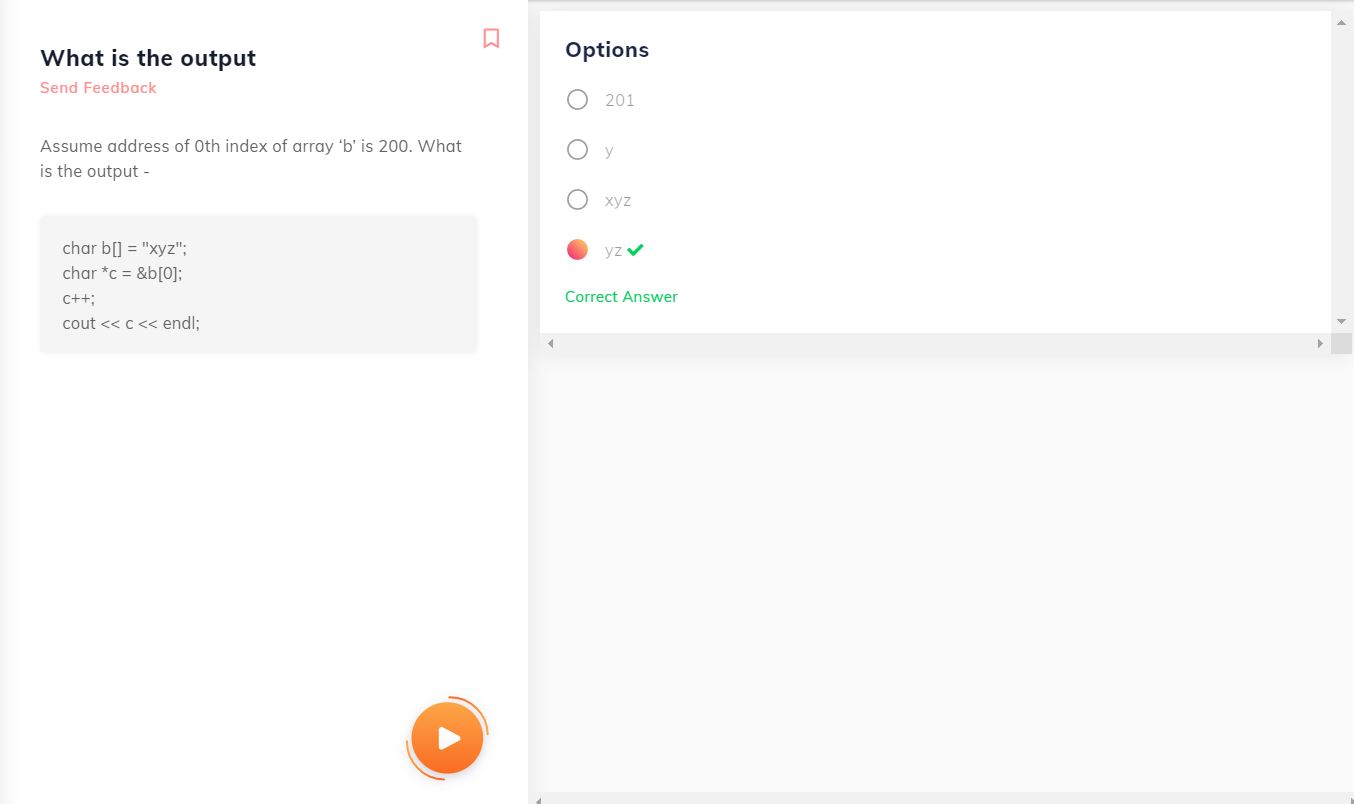 What is the output
Send Feedback
Assume address of 0th index of array ‘b’ is 200. What
is the output -
char b[] = "xyz";
char *c = &b[0];
c++;
cout << c << endl;
Options
201
y
xyz
yz
Correct Answer